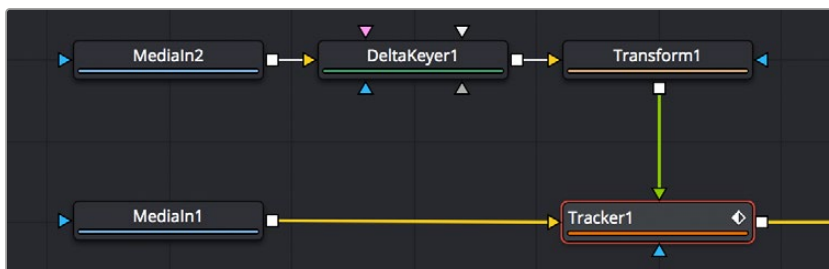 MediaIn2
DeltaKeyer1
Transform1
MediaIn1
Tracker1